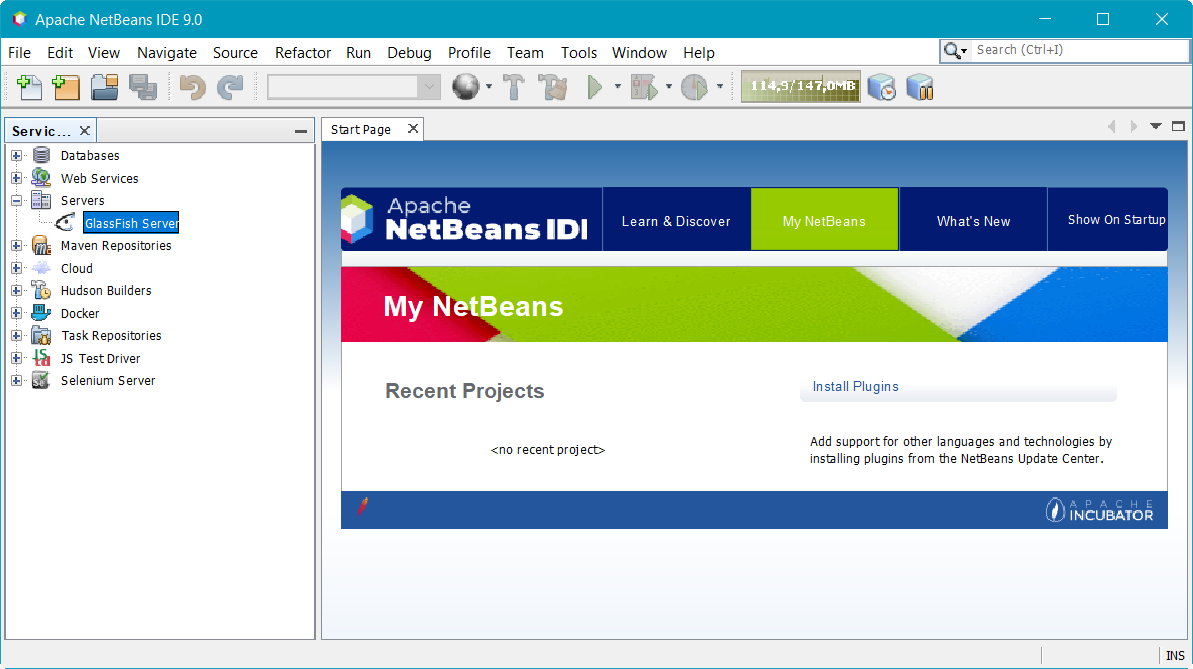 Apache NetBeans IDE 9.0
File Edit View Navigate Source Refactor Run Debug Profile Team Tools Window Help
Search (Ctrl+I)
114,9/147,0MB
Servic...
Start Page
Databases
Web Services
Servers
GlassFish Server
Maven Repositories
Cloud
Hudson Builders
Docker
Task Repositories
JS Test Driver
Selenium Server
Apache
NetBeans IDI
Learn & Discover
My NetBeans
What's New
Show On Startup
My NetBeans
Recent Projects
<no recent project>
Install Plugins
Add support for other languages and technologies by
installing plugins from the NetBeans Update Center.
APACHE
INCUBATOR
INS